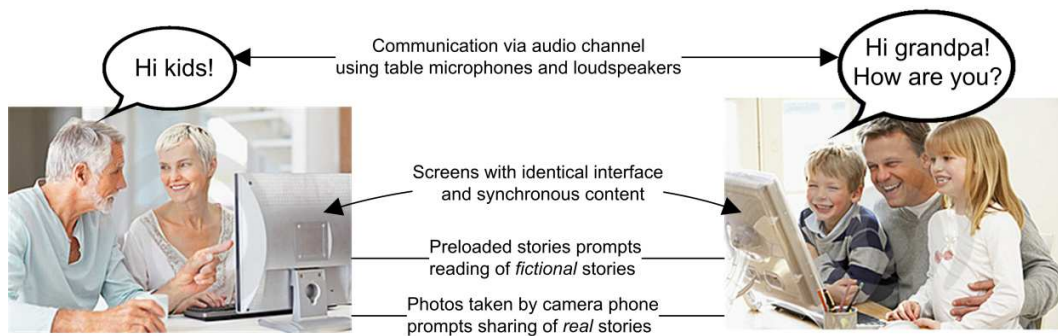 Hi kids!
Communication via audio channel
using table microphones and loudspeakers
Hi grandpa!
How are you?
Screens with identical interface
and synchronous content
Preloaded stories prompts
reading of fictional stories
Photos taken by camera phone
prompts sharing of real stories